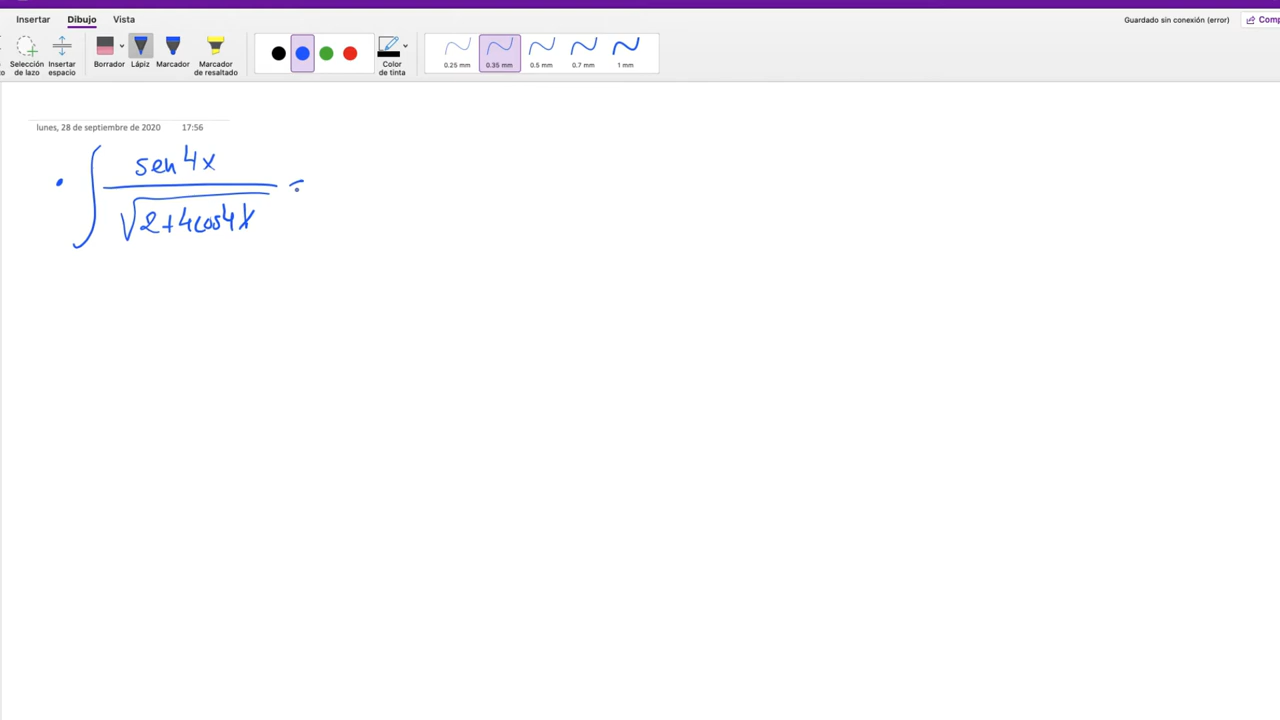 Insertar Dibujo Vista
Guardado sin conexión (error)
Selección de lazo
Insertar espacio
Borrador
Lápiz
Marcador
Marcador de resaltado
Color de tinta
0.25 mm
0.35 mm
0.5 mm
0.7 mm
1 mm
lunes, 28 de septiembre de 2020 17:56
• ∫ sen 4x / √(2+4cos4x) =